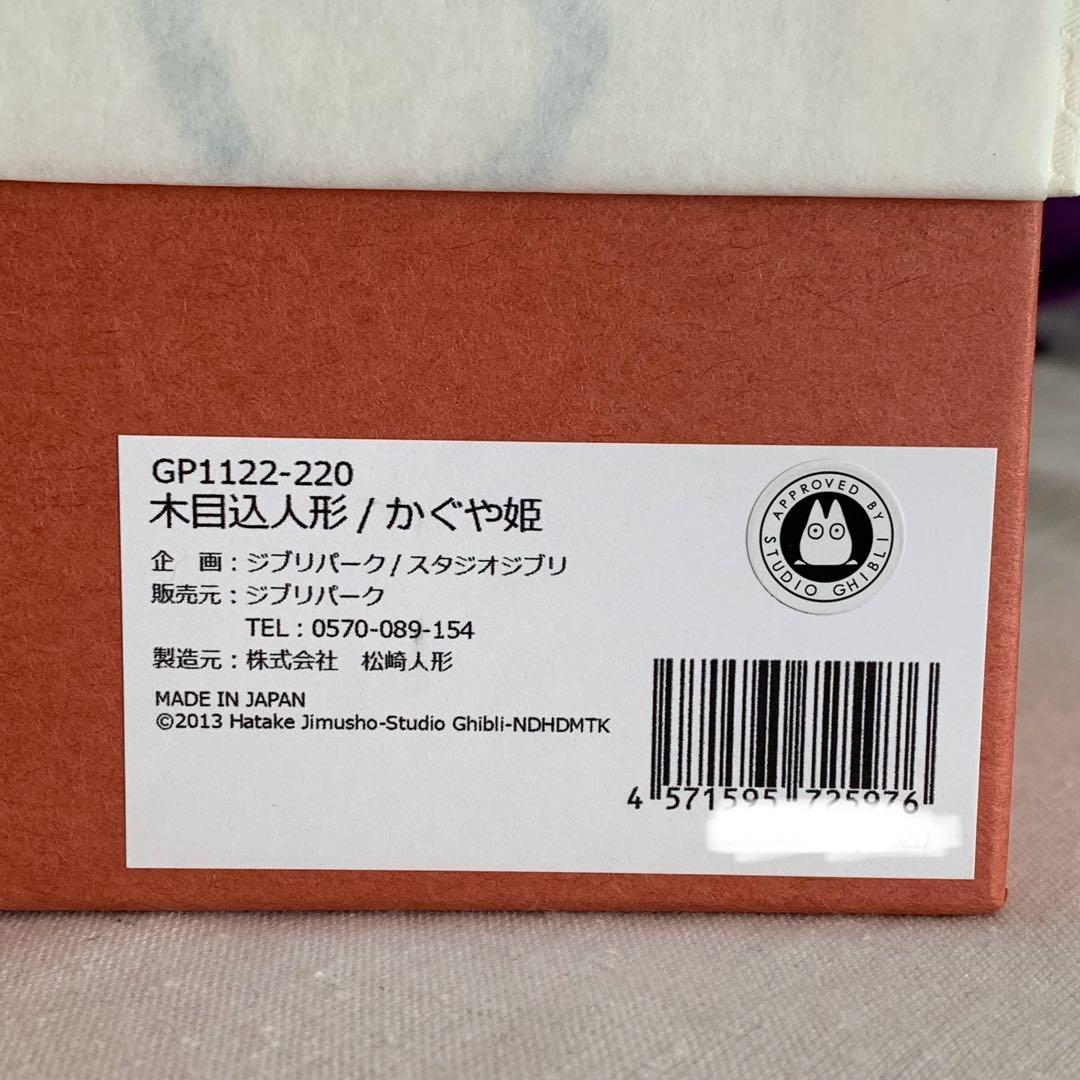 GP1122-220
木目込人形/かぐや姫
企　画：ジブリパーク/スタジオジブリ
販売元：ジブリパーク
TEL：0570-089-154
製造元：株式会社　松崎人形
MADE IN JAPAN
©2013 Hatake Jimusho-Studio Ghibli-NDHDMTK
APPROVED BY STUDIO GHIBLI
4 571595 725976